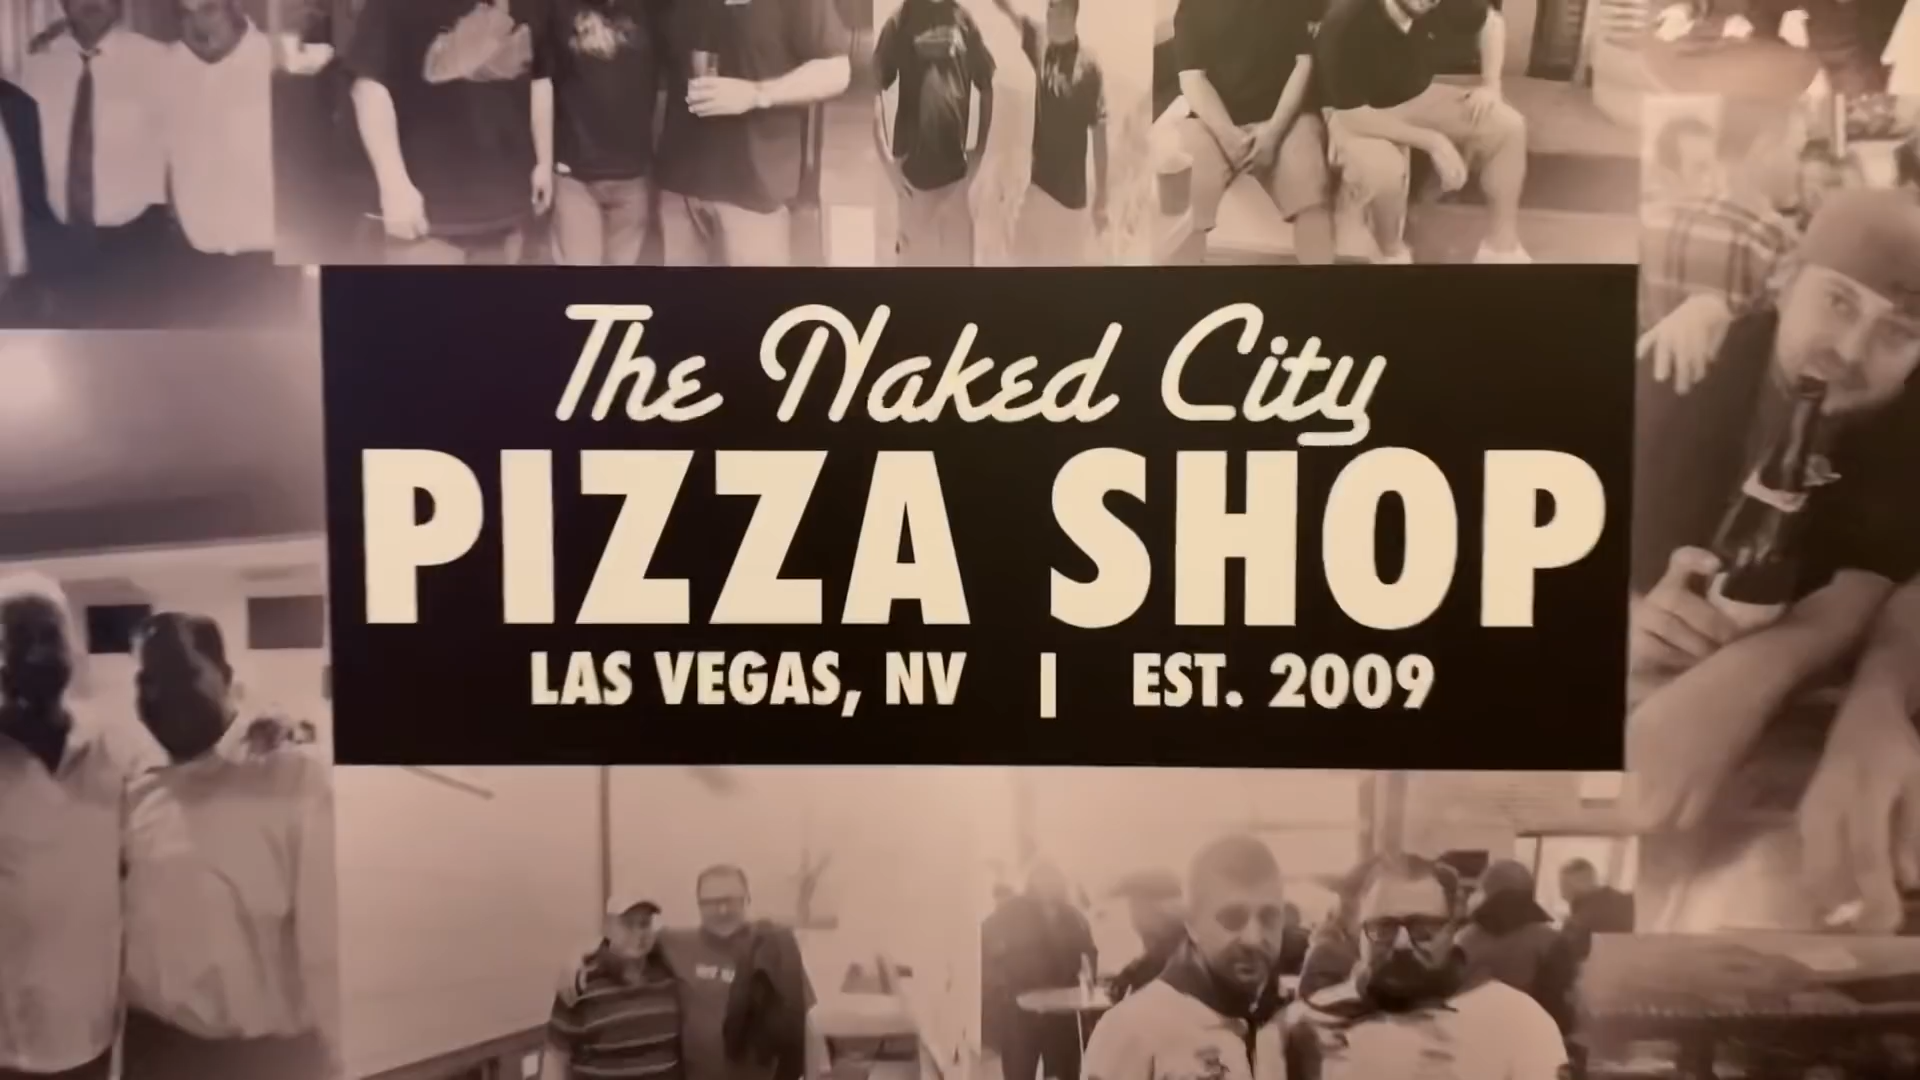 The Naked City
PIZZA SHOP
LAS VEGAS, NV | EST. 2009